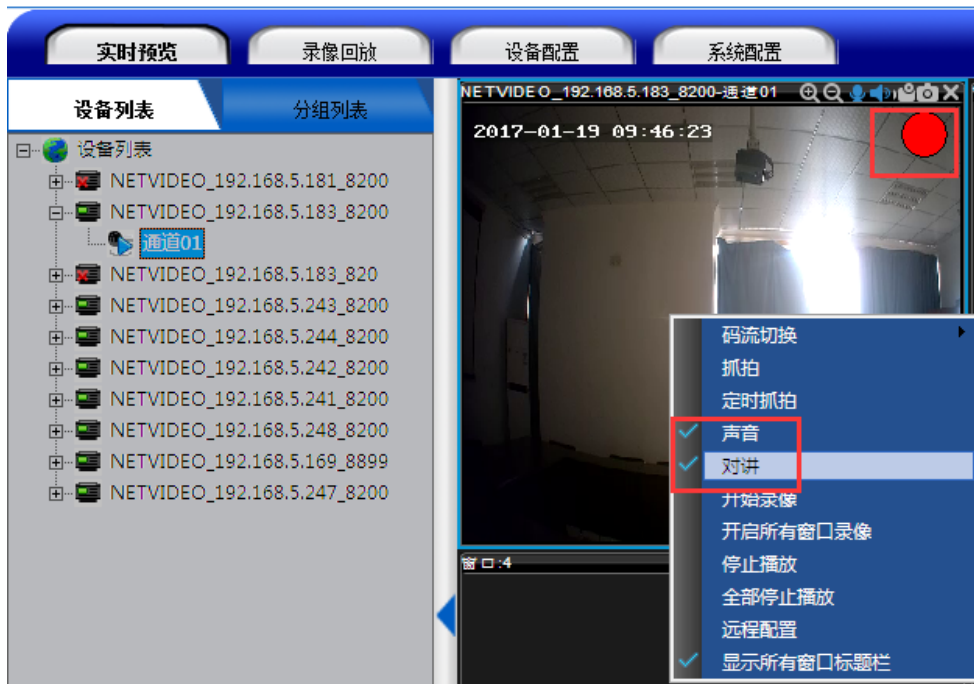 实时预览
录像回放
设备配置
系统配置
设备列表
分组列表
设备列表
NETVIDEO_192.168.5.181_8200
NETVIDEO_192.168.5.183_8200
通道01
NETVIDEO_192.168.5.183_820
NETVIDEO_192.168.5.243_8200
NETVIDEO_192.168.5.244_8200
NETVIDEO_192.168.5.242_8200
NETVIDEO_192.168.5.241_8200
NETVIDEO_192.168.5.248_8200
NETVIDEO_192.168.5.169_8899
NETVIDEO_192.168.5.247_8200
NETVIDEO_192.168.5.183_8200-通道01
2017-01-19 09:46:23
码流切换
抓拍
定时抓拍
声音
对讲
开始录像
开启所有窗口录像
停止播放
全部停止播放
远程配置
显示所有窗口标题栏
窗口:4